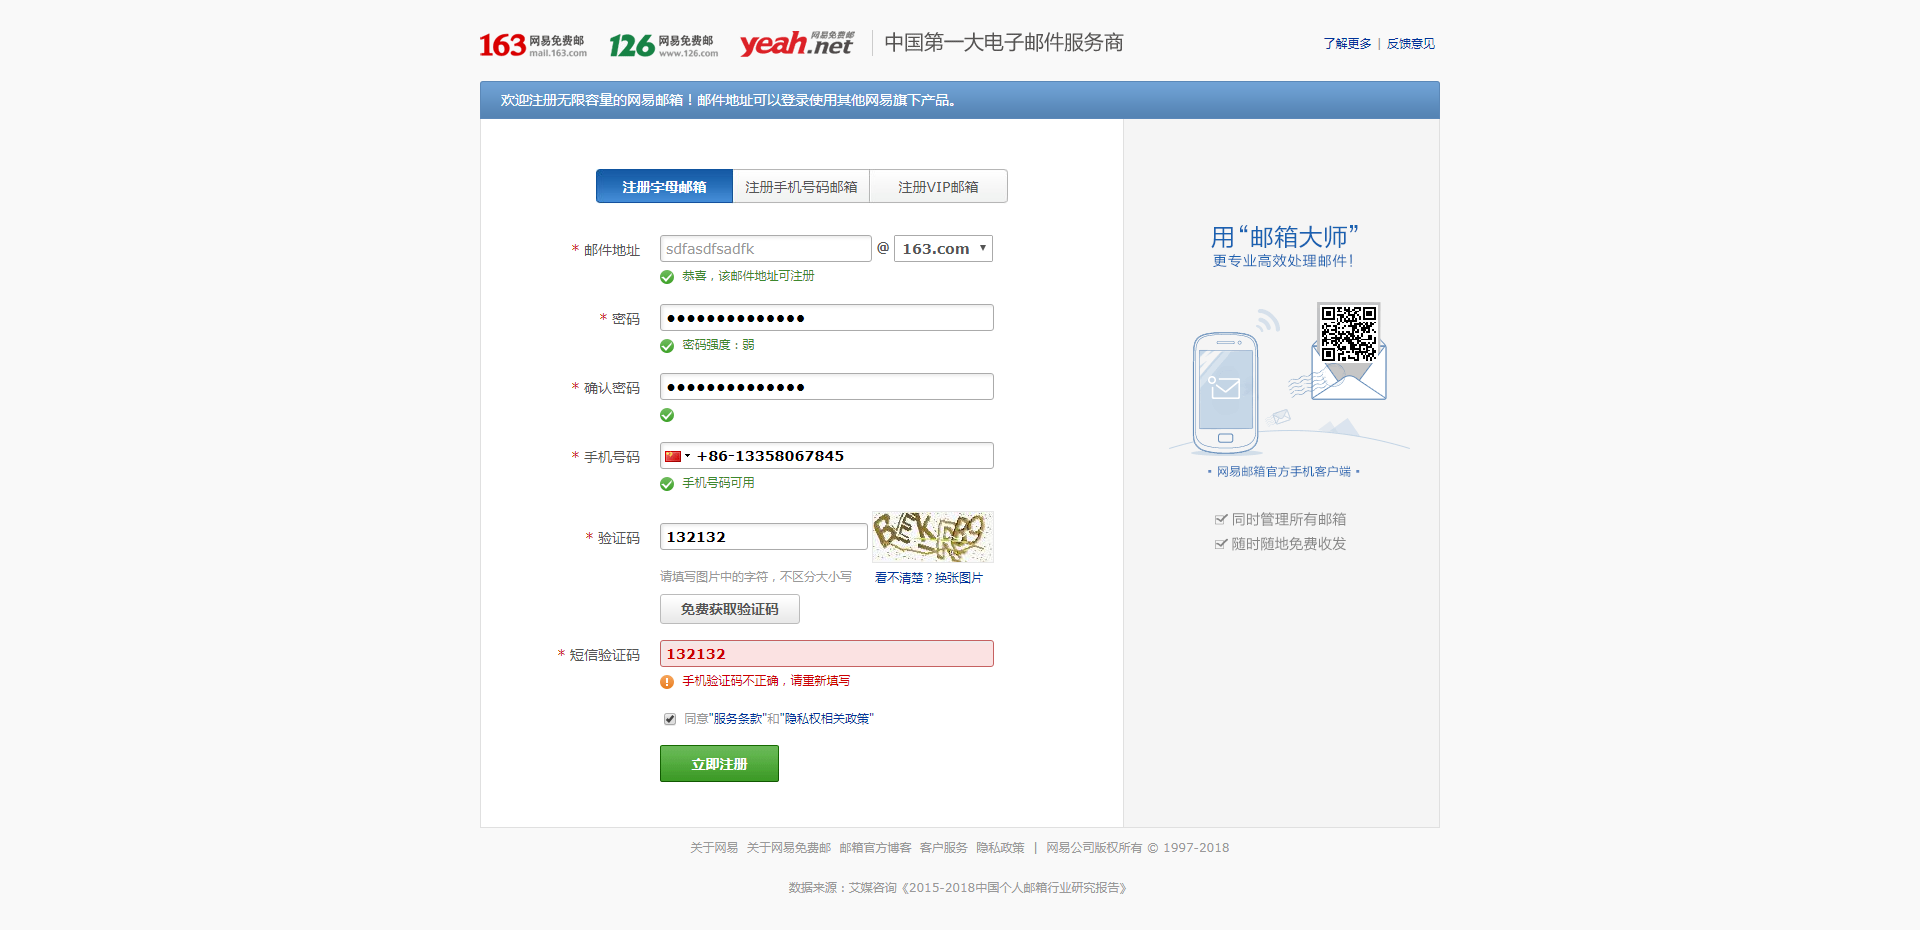 163 网易免费邮 mail.163.com 126 网易免费邮 www.126.com yeah.net 网易免费邮 中国第一大电子邮件服务商 了解更多 | 反馈意见
欢迎注册无限容量的网易邮箱！邮件地址可以登录使用其他网易旗下产品。
注册字母邮箱 注册手机号码邮箱 注册VIP邮箱
* 邮件地址 sdfasdfsadfk @ 163.com
恭喜，该邮件地址可注册
* 密码 ●●●●●●●●●●●●●●
密码强度：弱
* 确认密码 ●●●●●●●●●●●●●●
* 手机号码 +86-13358067845
手机号码可用
* 验证码 132132
请填写图片中的字符，不区分大小写 看不清楚？换张图片
免费获取验证码
* 短信验证码 132132
手机验证码不正确，请重新填写
同意"服务条款"和"隐私权相关政策"
立即注册
用“邮箱大师”
更专业高效处理邮件！
• 网易邮箱官方手机客户端 •
同时管理所有邮箱
随时随地免费收发
关于网易 关于网易免费邮 邮箱官方博客 客户服务 隐私政策 | 网易公司版权所有 © 1997-2018
数据来源：艾媒咨询《2015-2018中国个人邮箱行业研究报告》